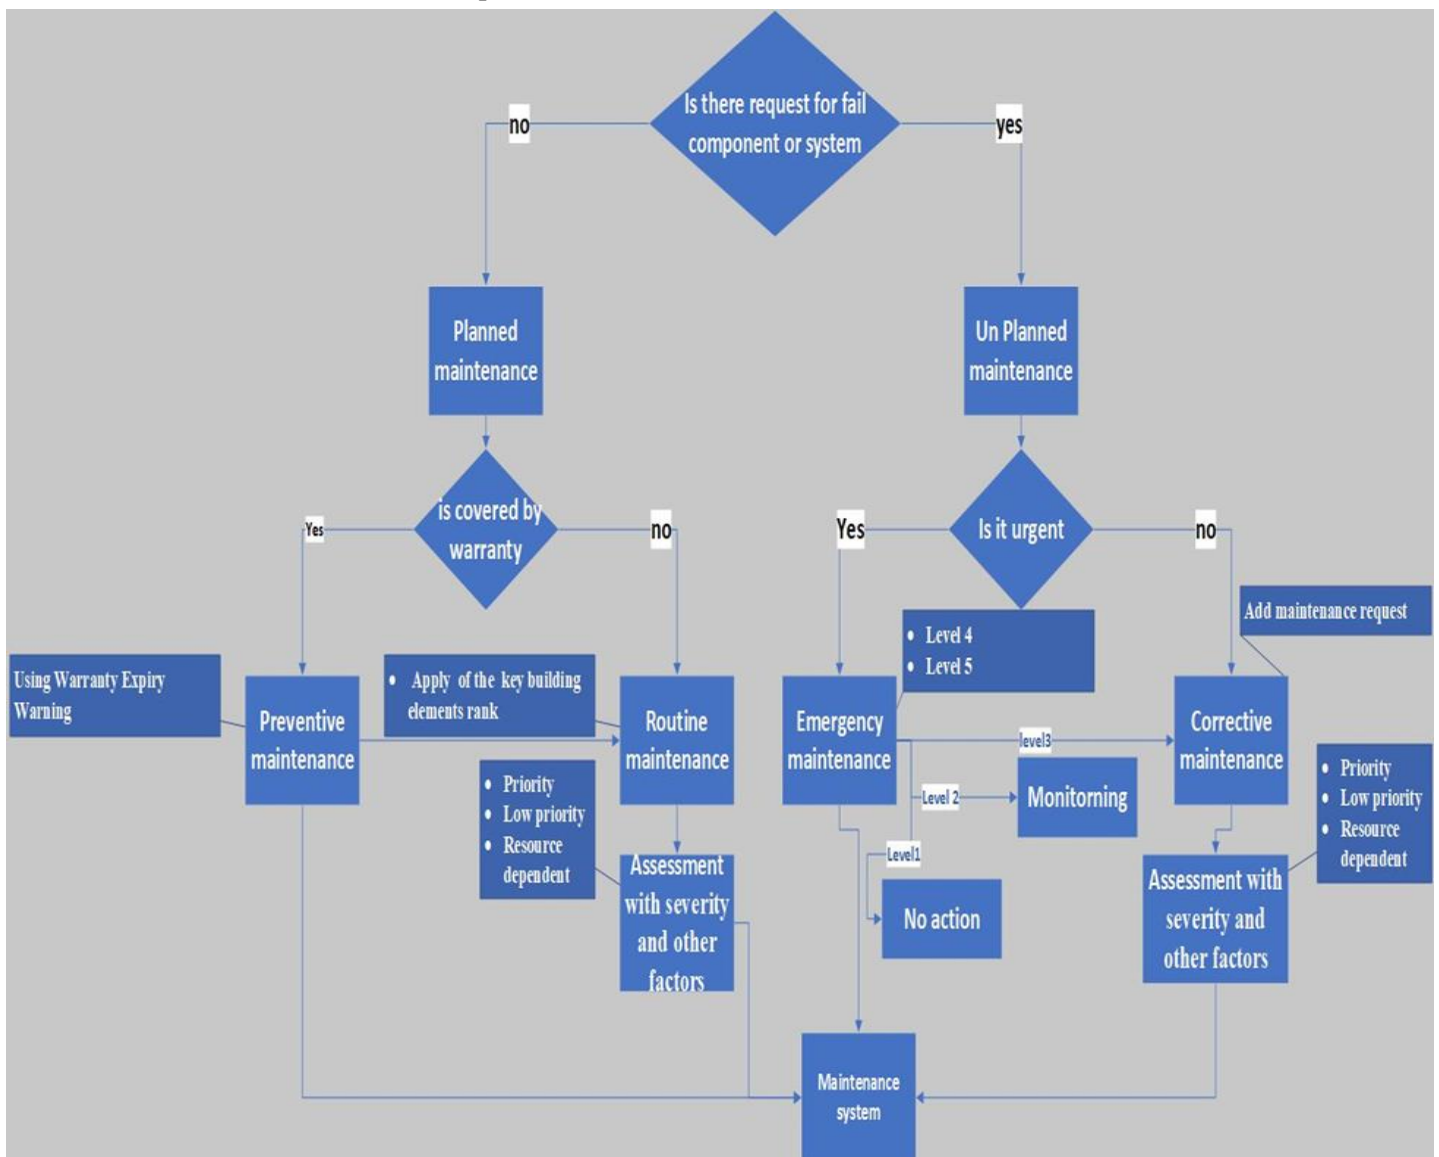 Is there request for fail
component or system
no
yes
Planned
maintenance
Un Planned
maintenance
is covered by
warranty
Yes
no
Is it urgent
Yes
no
Add maintenance request
• Level 4
• Level 5
Using Warranty Expiry
Warning
Preventive
maintenance
• Apply of the key building
elements rank
Routine
maintenance
Emergency
maintenance
level3
Corrective
maintenance
Level 2
Monitorning
Level1
No action
• Priority
• Low priority
• Resource
dependent
Assessment
with severity
and other
factors
• Priority
• Low priority
• Resource
dependent
Assessment with
severity and
other factors
Maintenance
system